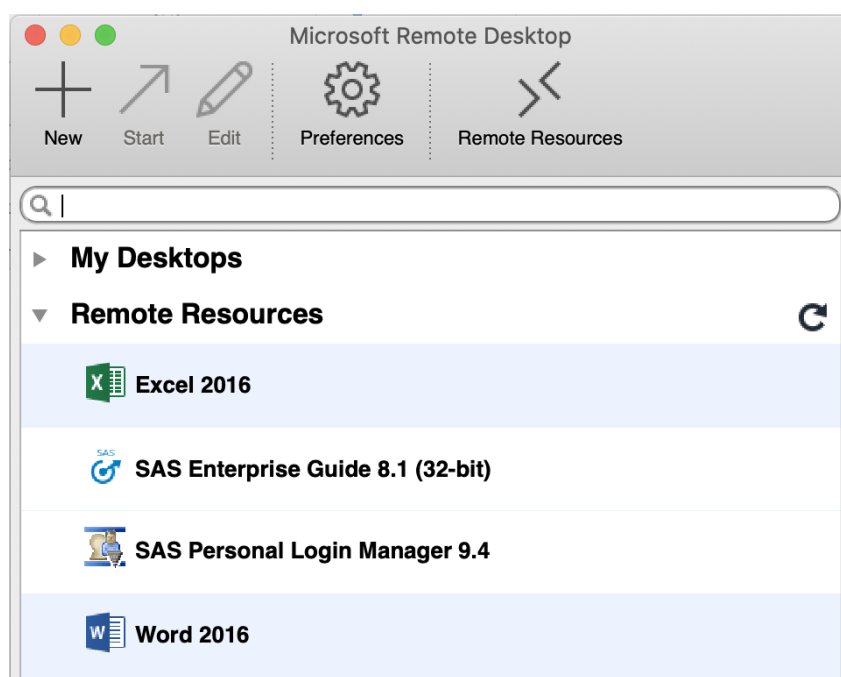 Microsoft Remote Desktop
New Start Edit Preferences Remote Resources
My Desktops
Remote Resources
X Excel 2016
SAS
SAS Enterprise Guide 8.1 (32-bit)
SAS Personal Login Manager 9.4
W Word 2016